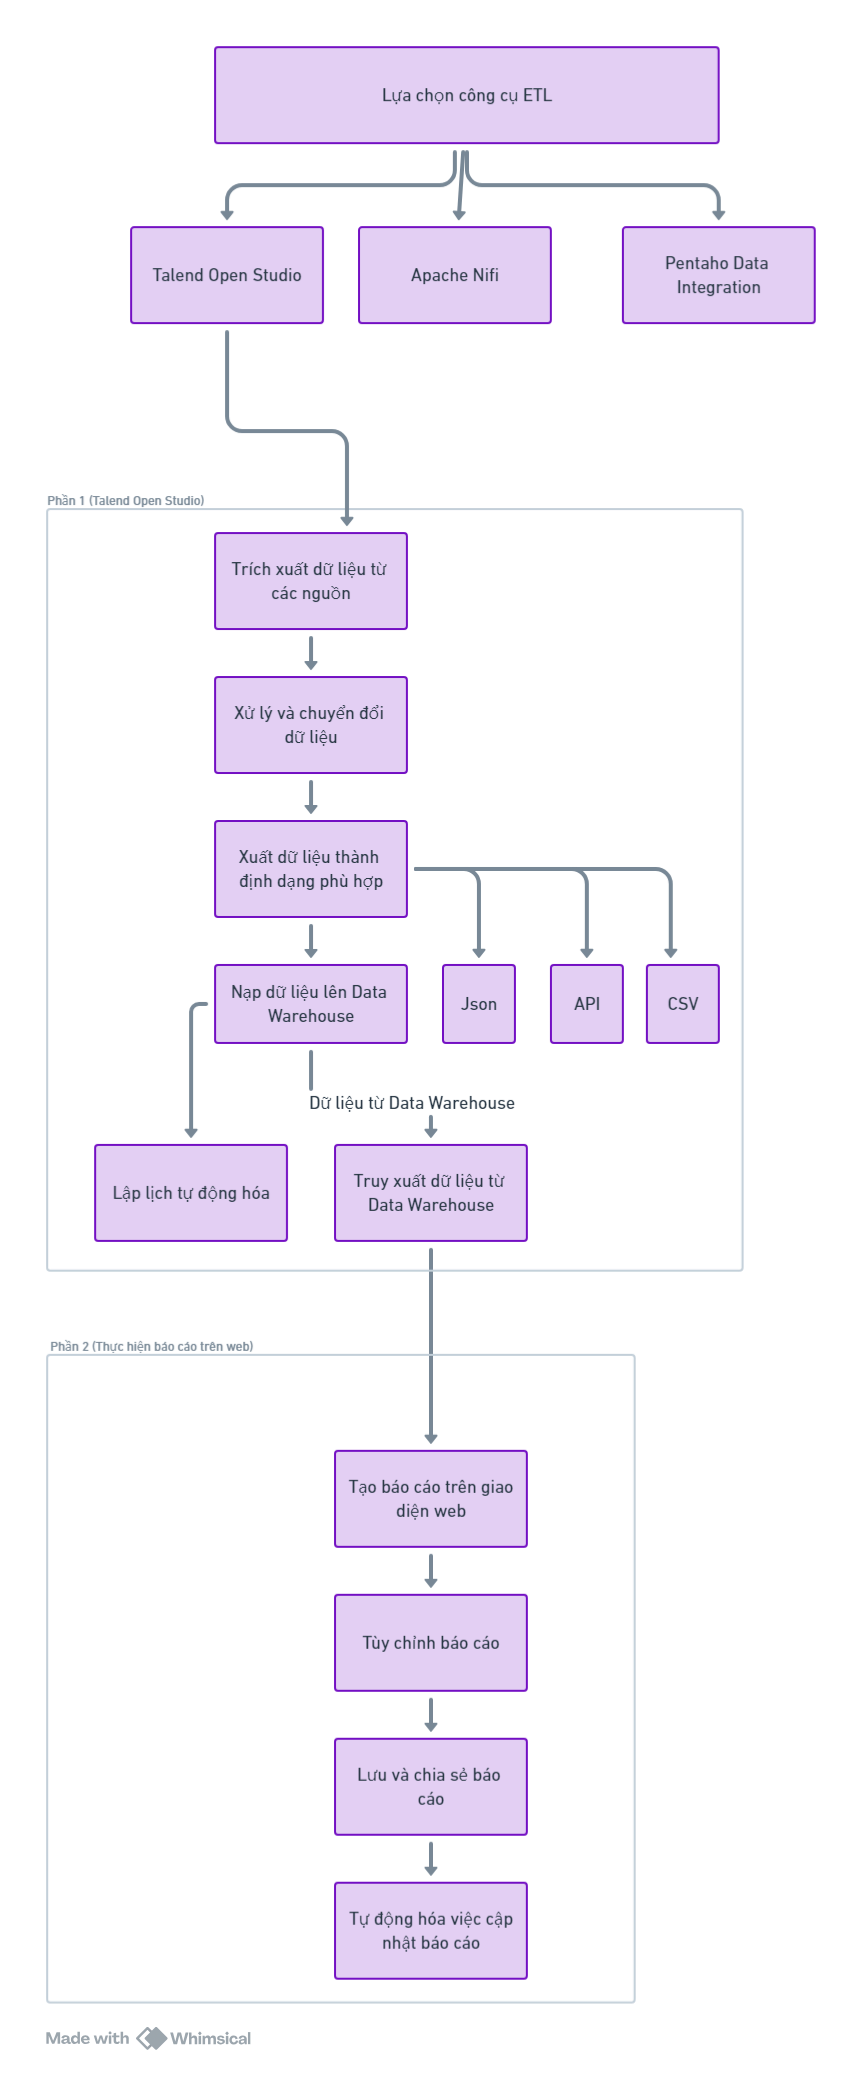 Lựa chọn công cụ ETL
Talend Open Studio
Apache Nifi
Pentaho Data
Integration
Phần 1 (Talend Open Studio)
Trích xuất dữ liệu từ
các nguồn
Xử lý và chuyển đổi
dữ liệu
Xuất dữ liệu thành
định dạng phù hợp
Nạp dữ liệu lên Data
Warehouse
Json
API
CSV
Dữ liệu từ Data Warehouse
Lập lịch tự động hóa
Truy xuất dữ liệu từ
Data Warehouse
Phần 2 (Thực hiện báo cáo trên web)
Tạo báo cáo trên giao
diện web
Tùy chỉnh báo cáo
Lưu và chia sẻ báo
cáo
Tự động hóa việc cập
nhật báo cáo
Made with Whimsical